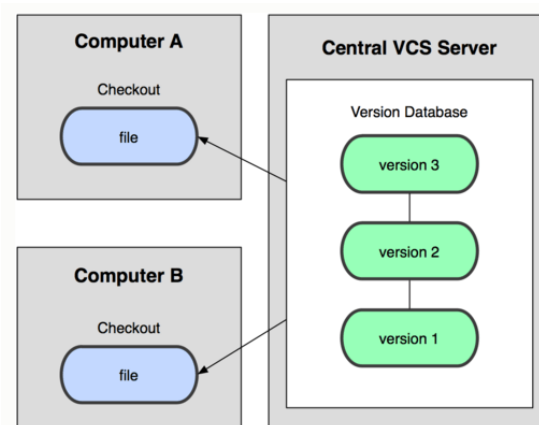 Computer A
Checkout
file
Computer B
Checkout
file
Central VCS Server
Version Database
version 3
version 2
version 1